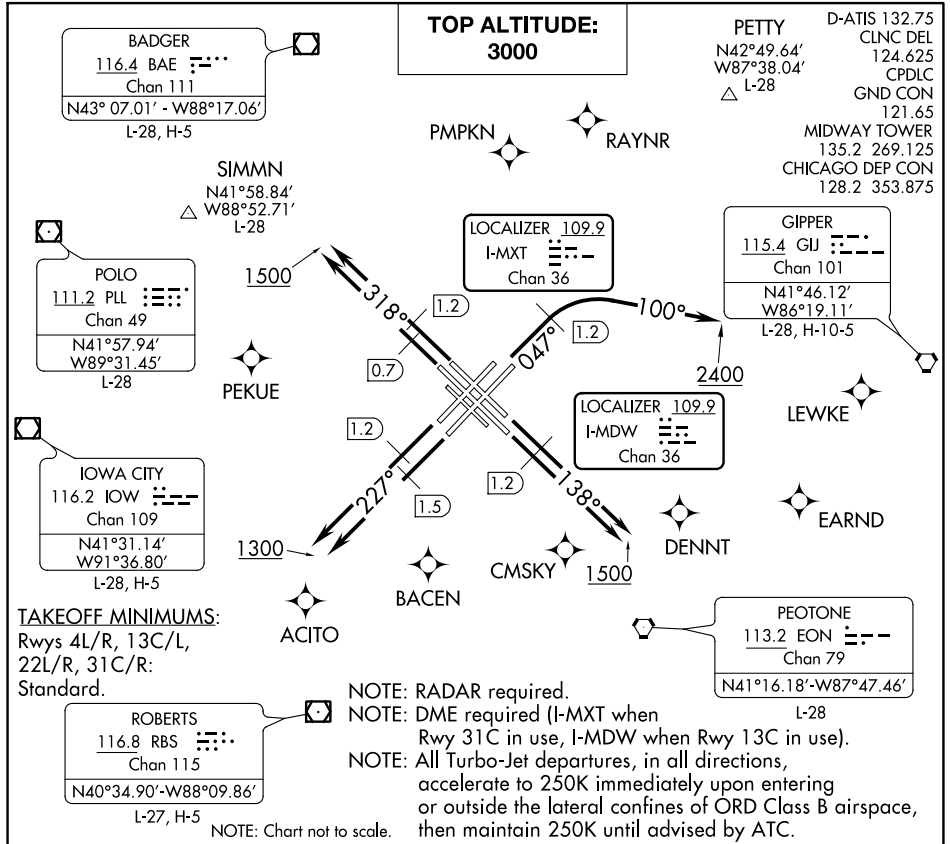 TOP ALTITUDE:
3000
BADGER
116.4 BAE
Chan 111
N43° 07.01' - W88°17.06'
L-28, H-5
PETTY
N42°49.64'
W87°38.04'
L-28
D-ATIS 132.75
CLNC DEL
124.625
CPDLC
GND CON
121.65
MIDWAY TOWER
135.2 269.125
CHICAGO DEP CON
128.2 353.875
PMPKN
RAYNR
SIMMN
N41°58.84'
W88°52.71'
L-28
LOCALIZER 109.9
I-MXT
Chan 36
GIPPER
115.4 GIJ
Chan 101
N41°46.12'
W86°19.11'
L-28, H-10-5
POLO
111.2 PLL
Chan 49
N41°57.94'
W89°31.45'
L-28
1500
318°
1.2
0.7
047°
1.2
100°
2400
PEKUE
LEWKE
LOCALIZER 109.9
I-MDW
Chan 36
IOWA CITY
116.2 IOW
Chan 109
N41°31.14'
W91°36.80'
L-28, H-5
1.2
1.5
227°
1300
1.2
138°
1500
EARND
DENNT
CMSKY
BACEN
ACITO
TAKEOFF MINIMUMS:
Rwys 4L/R, 13C/L,
22L/R, 31C/R:
Standard.
PEOTONE
113.2 EON
Chan 79
N41°16.18'-W87°47.46'
L-28
ROBERTS
116.8 RBS
Chan 115
N40°34.90'-W88°09.86'
L-27, H-5
NOTE: RADAR required.
NOTE: DME required (I-MXT when
Rwy 31C in use, I-MDW when Rwy 13C in use).
NOTE: All Turbo-Jet departures, in all directions,
accelerate to 250K immediately upon entering
or outside the lateral confines of ORD Class B airspace,
then maintain 250K until advised by ATC.
NOTE: Chart not to scale.